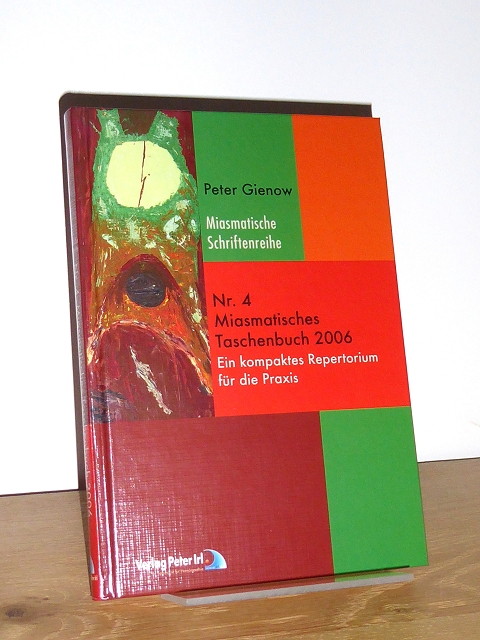 Peter Gienow
Miasmatische
Schriftenreihe
Nr. 4
Miasmatisches
Taschenbuch 2006
Ein kompaktes Repertorium
für die Praxis
Verlag Peter Irl